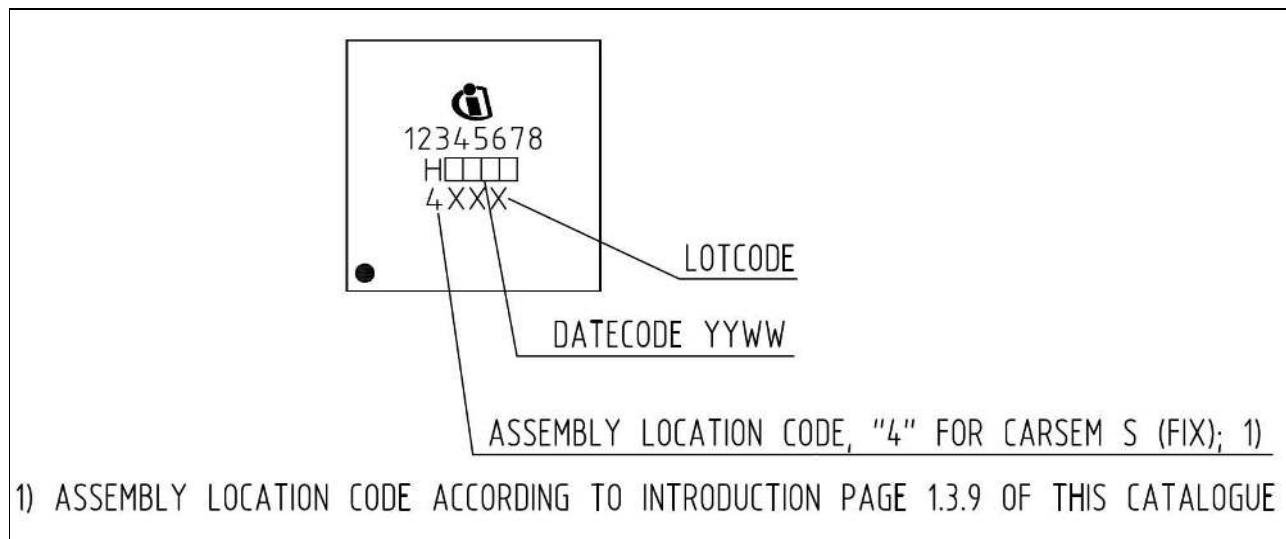 12345678
H
4XXX
LOTCODE
DATECODE YYWW
ASSEMBLY LOCATION CODE, "4" FOR CARSEM S (FIX); 1)
1) ASSEMBLY LOCATION CODE ACCORDING TO INTRODUCTION PAGE 1.3.9 OF THIS CATALOGUE